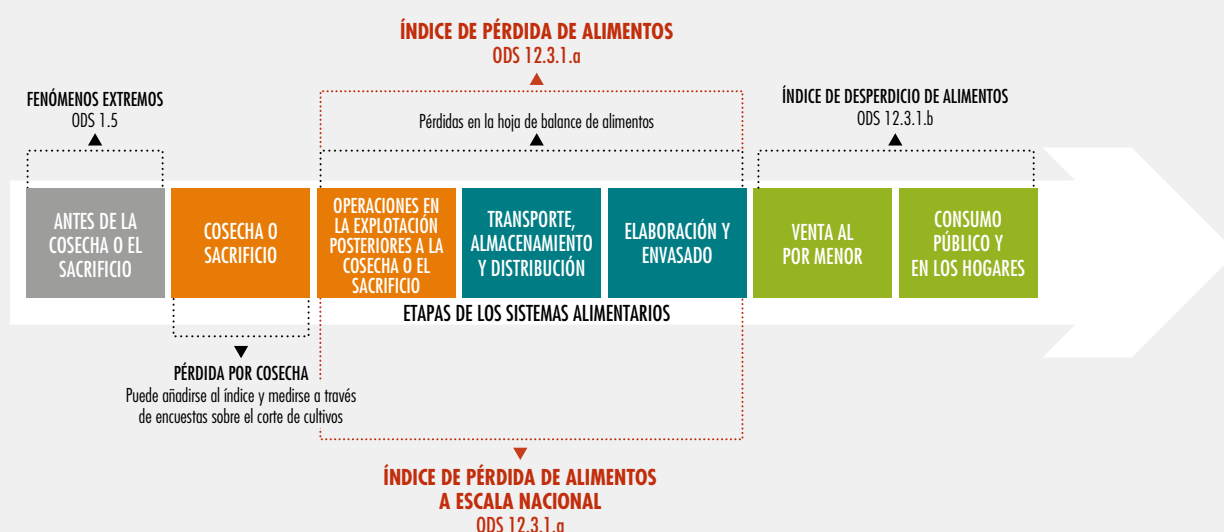 ÍNDICE DE PÉRDIDA DE ALIMENTOS
ODS 12.3.1.a
FENÓMENOS EXTREMOS
ODS 1.5
Pérdidas en la hoja de balance de alimentos
ÍNDICE DE DESPERDICIO DE ALIMENTOS
ODS 12.3.1.b
ANTES DE LA
COSECHA O EL
SACRIFICIO
COSECHA O
SACRIFICIO
OPERACIONES EN
LA EXPLOTACIÓN
POSTERIORES A LA
COSECHA O EL
SACRIFICIO
TRANSPORTE,
ALMACENAMIENTO
Y DISTRIBUCIÓN
ELABORACIÓN Y
ENVASADO
VENTA AL
POR MENOR
CONSUMO
PÚBLICO Y
EN LOS HOGARES
ETAPAS DE LOS SISTEMAS ALIMENTARIOS
PÉRDIDA POR COSECHA
Puede añadirse al índice y medirse a través
de encuestas sobre el corte de cultivos
ÍNDICE DE PÉRDIDA DE ALIMENTOS
A ESCALA NACIONAL
ODS 12.3.1.a